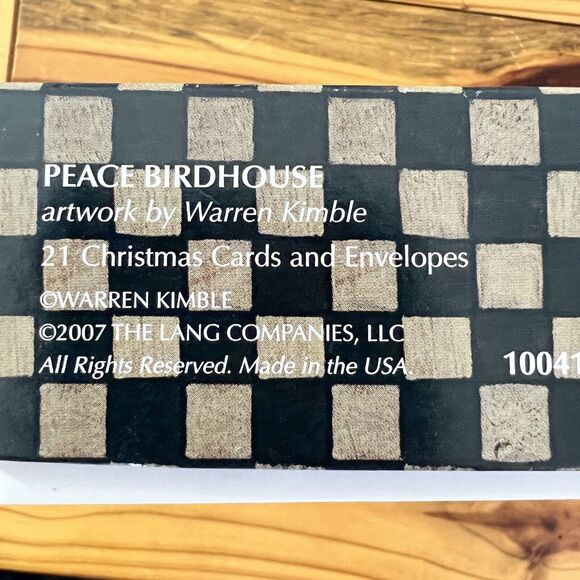 PEACE BIRDHOUSE
artwork by Warren Kimble
21 Christmas Cards and Envelopes
©WARREN KIMBLE
©2007 THE LANG COMPANIES, LLC
All Rights Reserved. Made in the USA. 10041